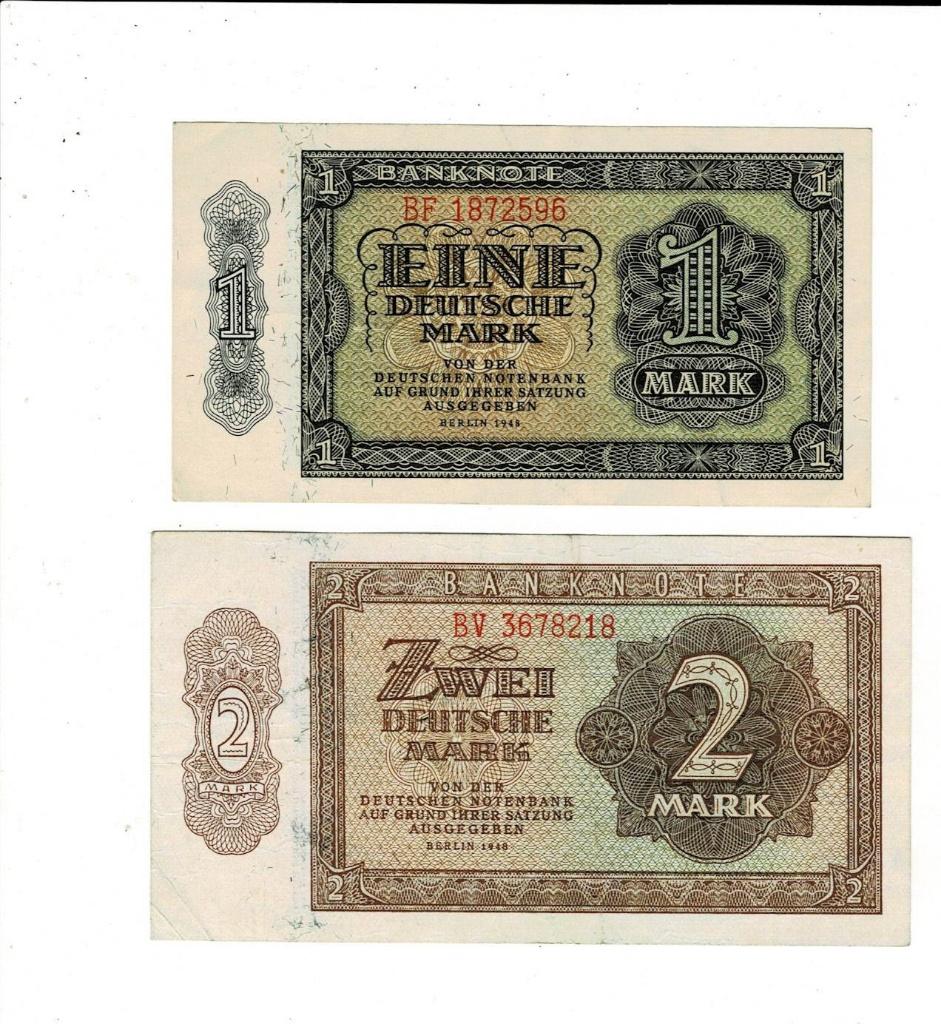 1 BANKNOTE 1
BF 1872596
EINE
DEUTSCHE
MARK
1
1
MARK
VON DER
DEUTSCHEN NOTENBANK
AUF GRUND IHRER SATZUNG
AUSGEGEBEN
BERLIN 1948
1 1
2 BANKNOTE 2
BV 3678218
ZWEI
DEUTSCHE
MARK
2
MARK
2
MARK
VON DER
DEUTSCHEN NOTENBANK
AUF GRUND IHRER SATZUNG
AUSGEGEBEN
BERLIN 1948
2 2